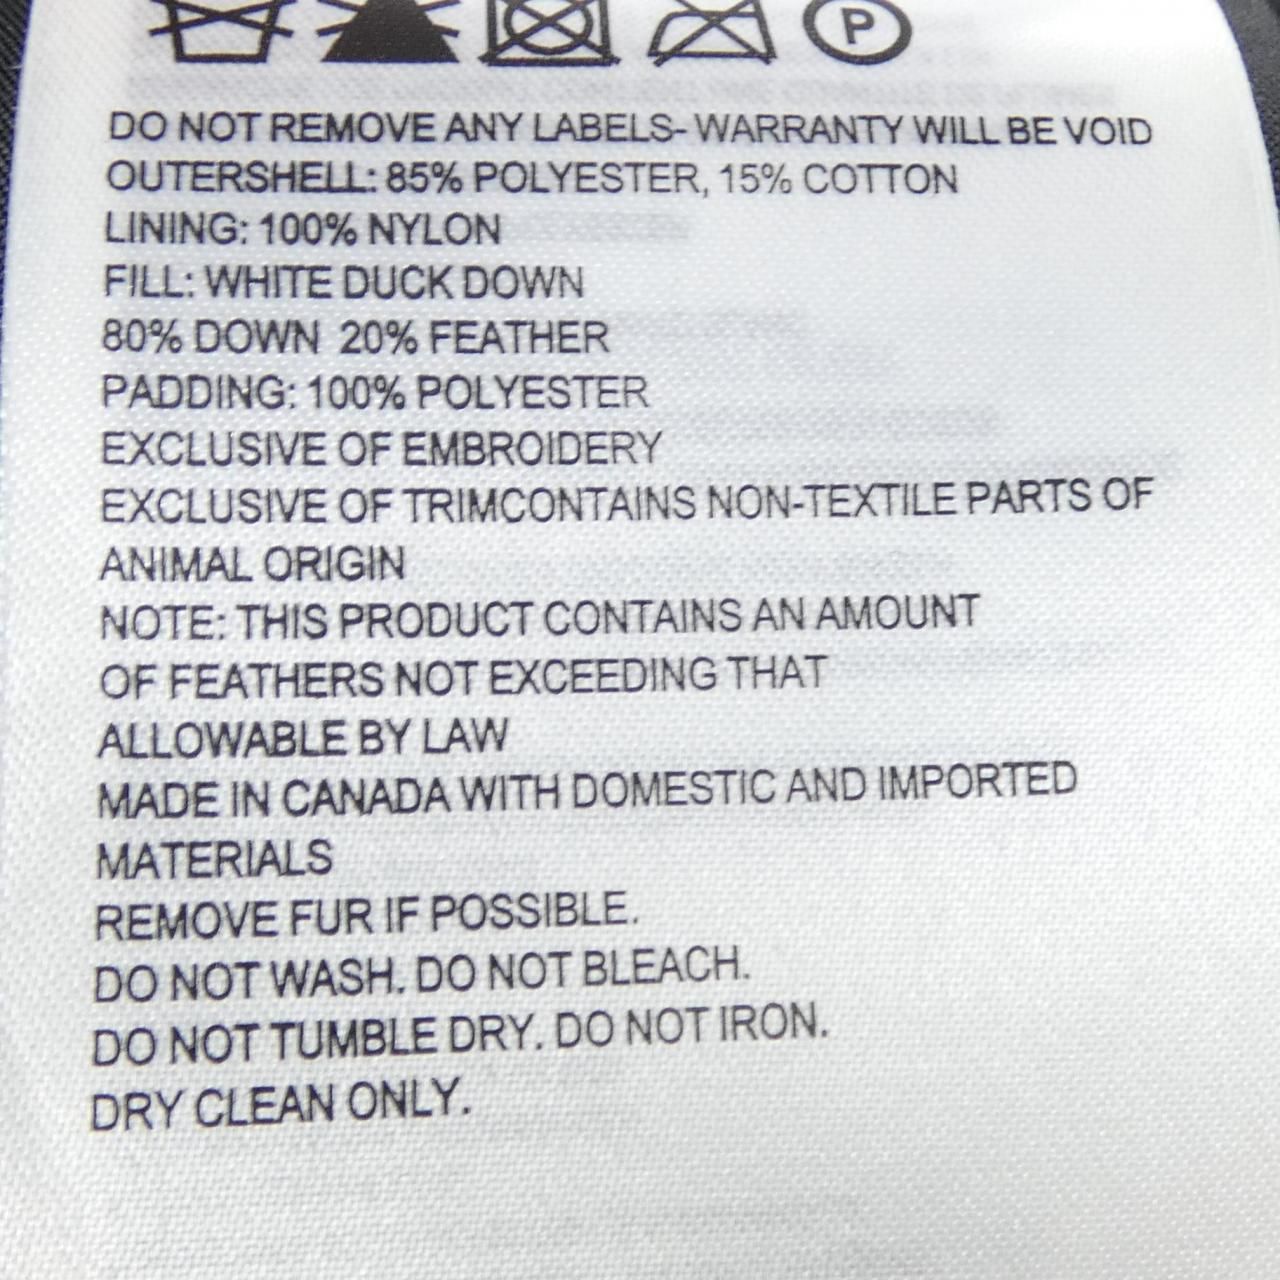 P
DO NOT REMOVE ANY LABELS- WARRANTY WILL BE VOID
OUTERSHELL: 85% POLYESTER, 15% COTTON
LINING: 100% NYLON
FILL: WHITE DUCK DOWN
80% DOWN 20% FEATHER
PADDING: 100% POLYESTER
EXCLUSIVE OF EMBROIDERY
EXCLUSIVE OF TRIMCONTAINS NON-TEXTILE PARTS OF
ANIMAL ORIGIN
NOTE: THIS PRODUCT CONTAINS AN AMOUNT
OF FEATHERS NOT EXCEEDING THAT
ALLOWABLE BY LAW
MADE IN CANADA WITH DOMESTIC AND IMPORTED
MATERIALS
REMOVE FUR IF POSSIBLE.
DO NOT WASH. DO NOT BLEACH.
DO NOT TUMBLE DRY. DO NOT IRON.
DRY CLEAN ONLY.